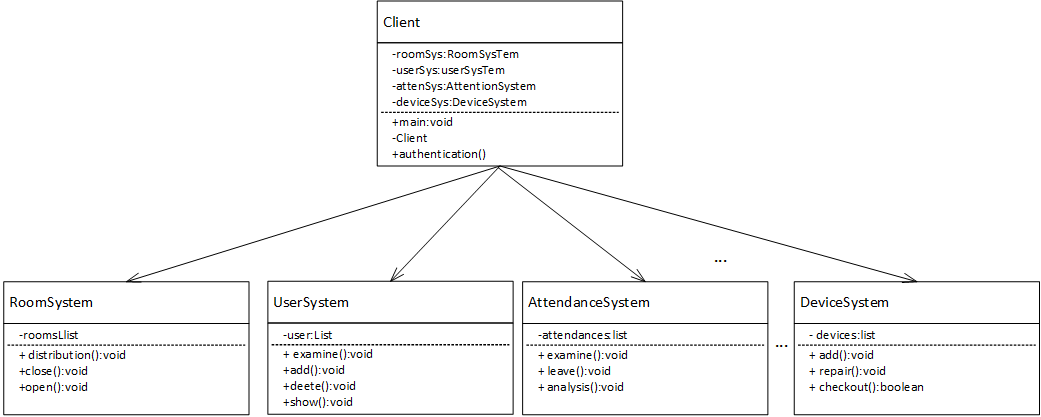 Client
-roomSys:RoomSysTem
-userSys:userSysTem
-attenSys:AttentionSystem
-deviceSys:DeviceSystem
+main:void
-Client
+authentication()
...
RoomSystem
-roomsLlist
+ distribution():void
+close():void
+open():void
UserSystem
-user:List
+ examine():void
+add():void
+deete():void
+show():void
AttendanceSystem
-attendances:list
+ examine():void
+ leave():void
+ analysis():void
...
DeviceSystem
- devices:list
+ add():void
+ repair():void
+ checkout():boolean